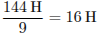 144 H / 9 = 16 H